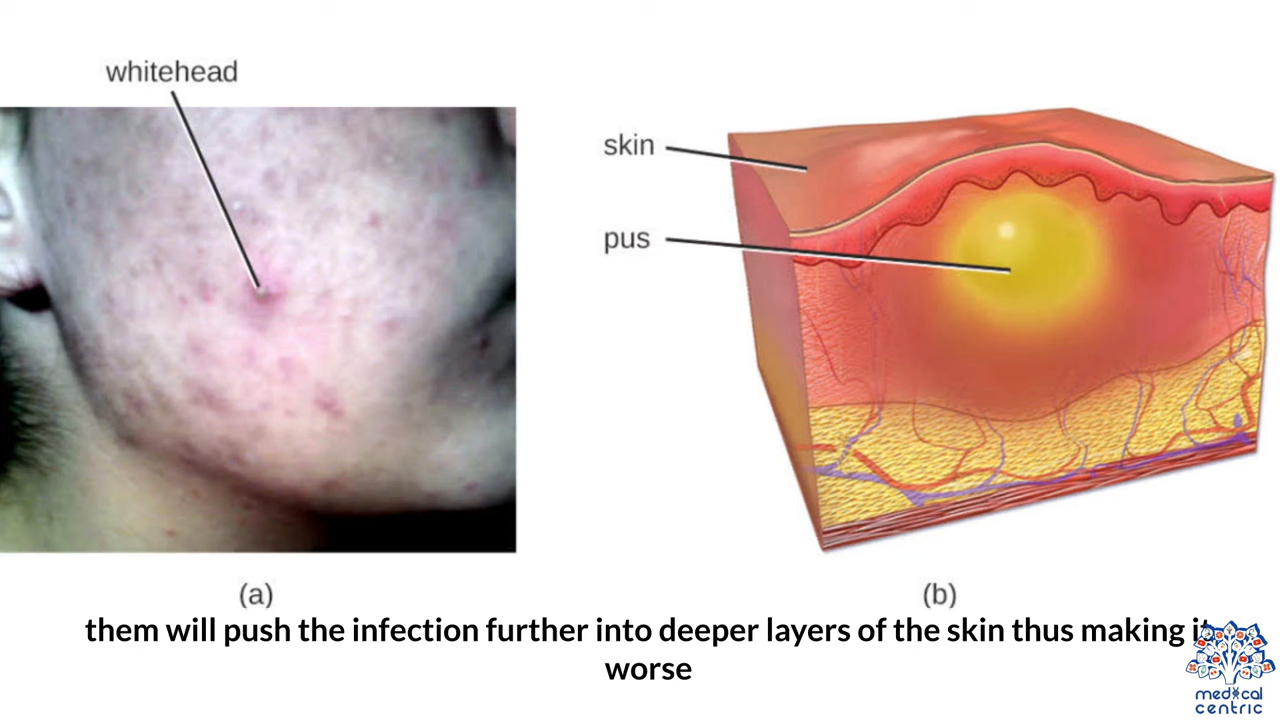 whitehead
skin
pus
(a)
(b)
them will push the infection further into deeper layers of the skin thus making it
worse
medical
centric